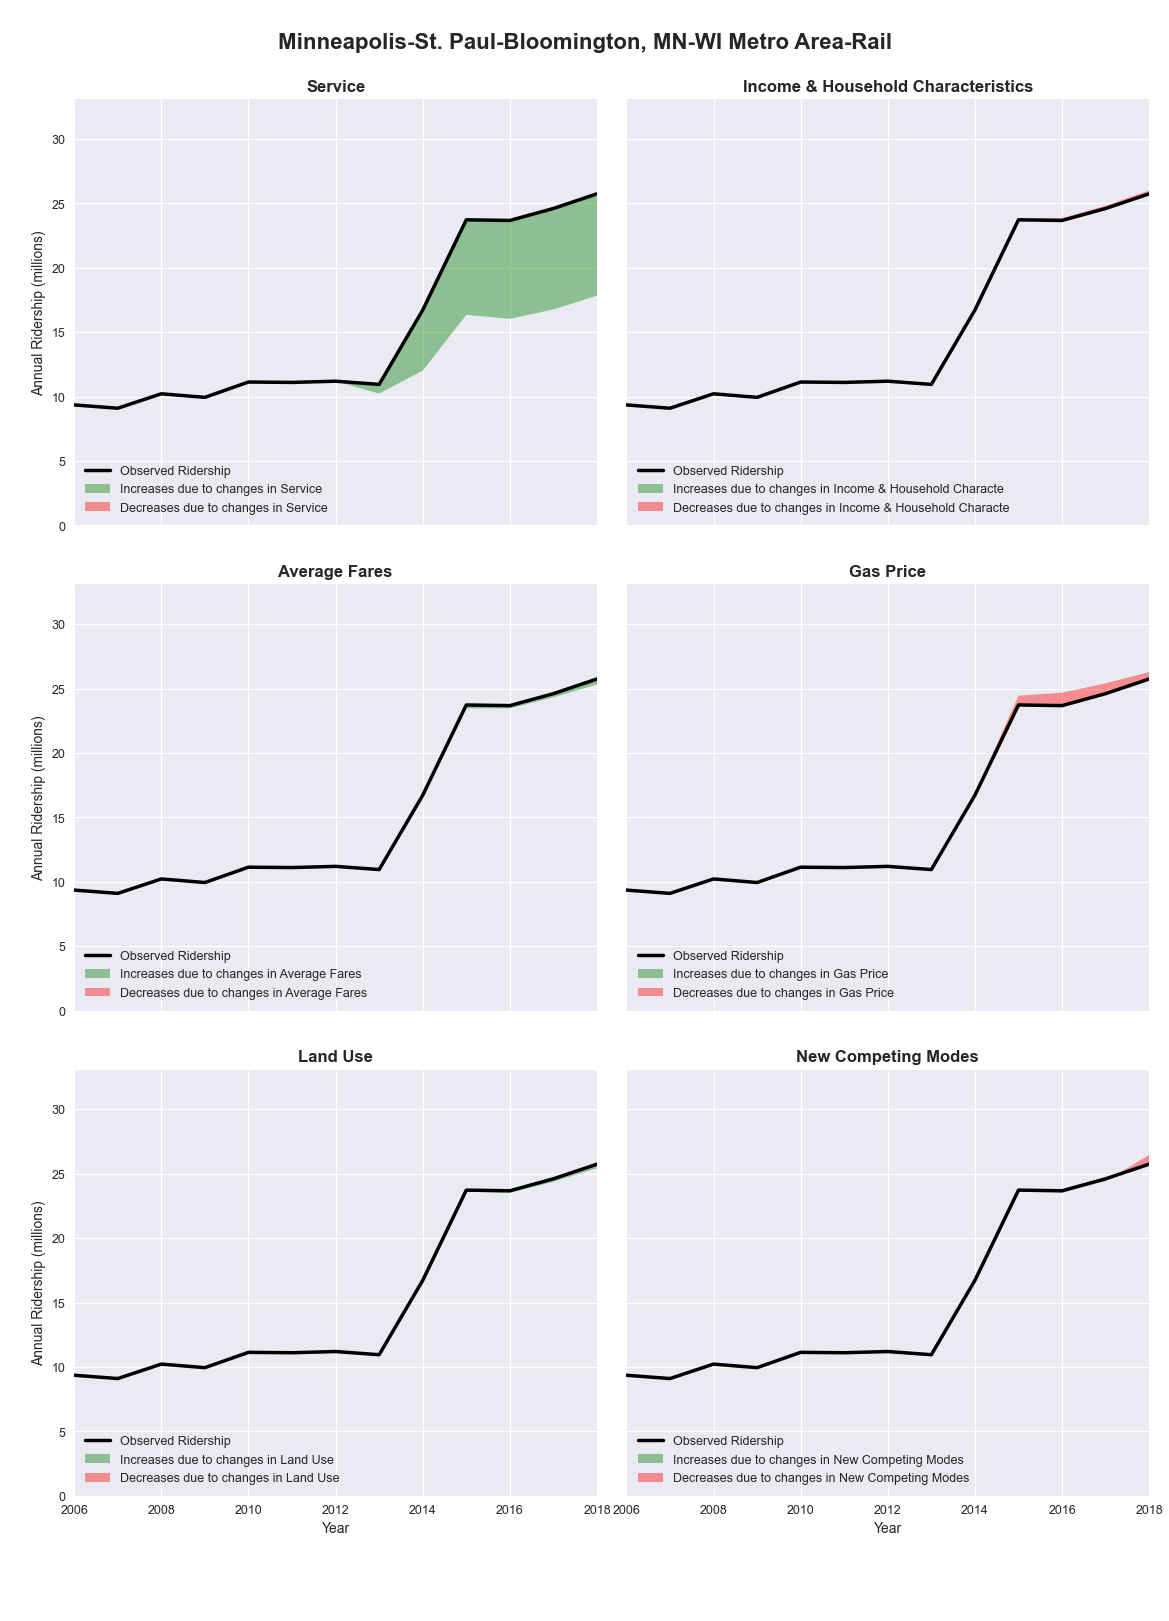 Minneapolis-St. Paul-Bloomington, MN-WI Metro Area-Rail
Service
Annual Ridership (millions)
30
25
20
15
10
5
0
Observed Ridership
Increases due to changes in Service
Decreases due to changes in Service
Income & Household Characteristics
Observed Ridership
Increases due to changes in Income & Household Characte
Decreases due to changes in Income & Household Characte
Average Fares
Annual Ridership (millions)
30
25
20
15
10
5
0
Observed Ridership
Increases due to changes in Average Fares
Decreases due to changes in Average Fares
Gas Price
Observed Ridership
Increases due to changes in Gas Price
Decreases due to changes in Gas Price
Land Use
Annual Ridership (millions)
30
25
20
15
10
5
0
Observed Ridership
Increases due to changes in Land Use
Decreases due to changes in Land Use
2006 2008 2010 2012 2014 2016 2018
Year
New Competing Modes
Observed Ridership
Increases due to changes in New Competing Modes
Decreases due to changes in New Competing Modes
2006 2008 2010 2012 2014 2016 2018
Year